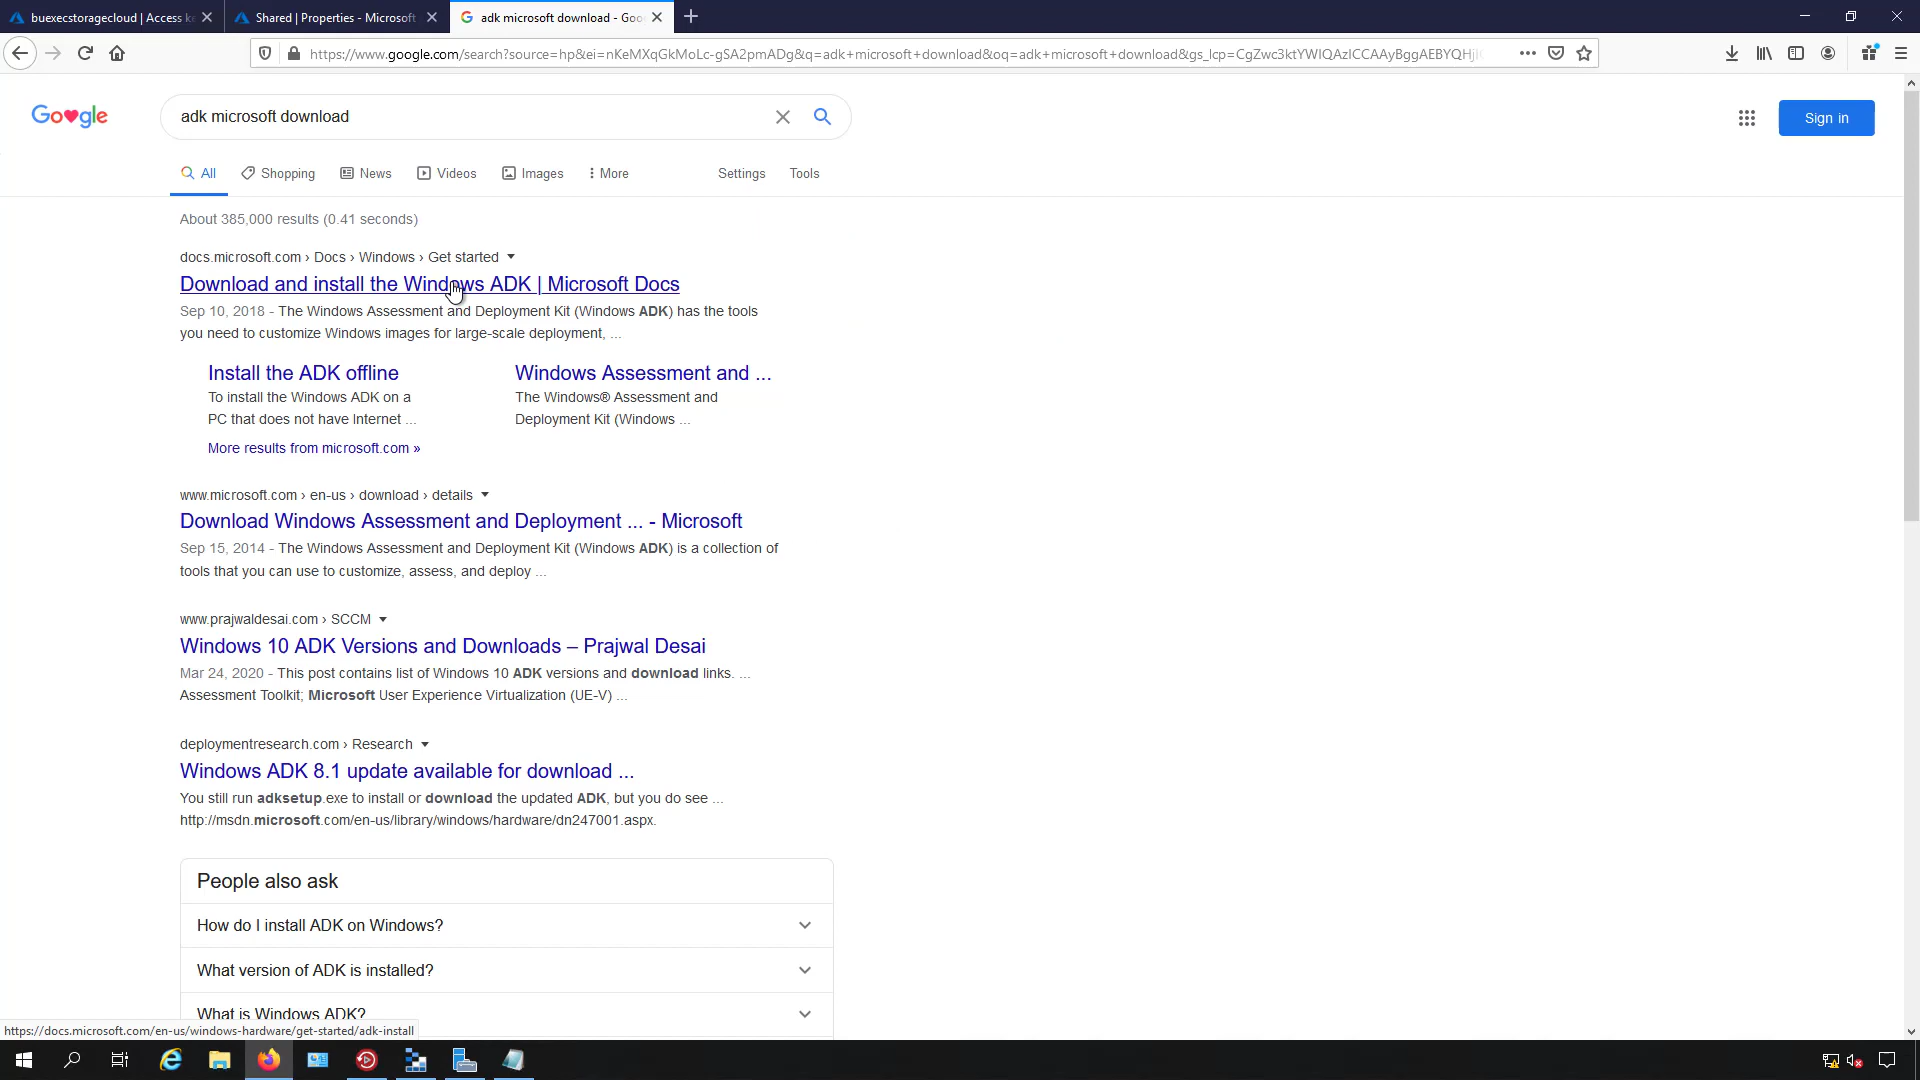 buexecstoragecloud | Access ke
Shared | Properties - Microsoft
adk microsoft download - Goo
https://www.google.com/search?source=hp&ei=nKeMXqGkMoLc-gSA2pmADg&q=adk+microsoft+download&oq=adk+microsoft+download&gs_lcp=CgZwc3ktYWIQAzICCAAyBggAEBYQHjI
Google
adk microsoft download
Sign in
All
Shopping
News
Videos
Images
More
Settings
Tools
About 385,000 results (0.41 seconds)
docs.microsoft.com › Docs › Windows › Get started
Download and install the Windows ADK | Microsoft Docs
Sep 10, 2018 - The Windows Assessment and Deployment Kit (Windows ADK) has the tools
you need to customize Windows images for large-scale deployment, ...
Install the ADK offline
To install the Windows ADK on a
PC that does not have Internet ...
Windows Assessment and ...
The Windows® Assessment and
Deployment Kit (Windows ...
More results from microsoft.com »
www.microsoft.com › en-us › download › details
Download Windows Assessment and Deployment ... - Microsoft
Sep 15, 2014 - The Windows Assessment and Deployment Kit (Windows ADK) is a collection of
tools that you can use to customize, assess, and deploy ...
www.prajwaldesai.com › SCCM
Windows 10 ADK Versions and Downloads – Prajwal Desai
Mar 24, 2020 - This post contains list of Windows 10 ADK versions and download links. ...
Assessment Toolkit; Microsoft User Experience Virtualization (UE-V) ...
deploymentresearch.com › Research
Windows ADK 8.1 update available for download ...
You still run adksetup.exe to install or download the updated ADK, but you do see ...
http://msdn.microsoft.com/en-us/library/windows/hardware/dn247001.aspx.
People also ask
How do I install ADK on Windows?
What version of ADK is installed?
What is Windows ADK?
https://docs.microsoft.com/en-us/windows-hardware/get-started/adk-install